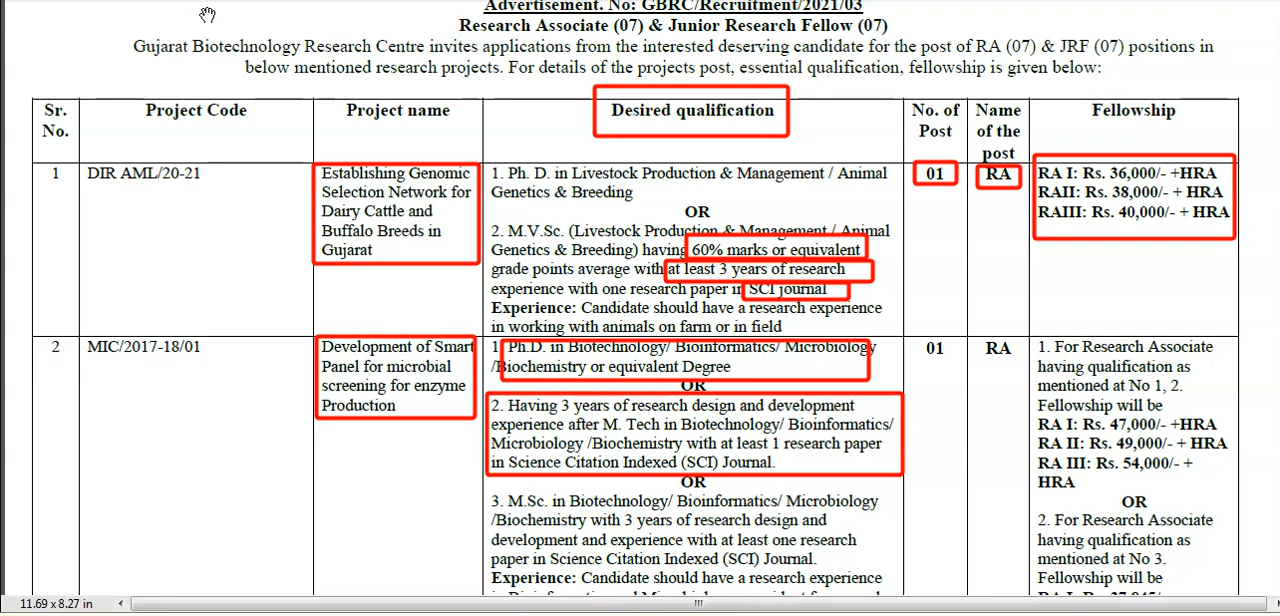 Advertisement. No: GBRC/Recruitment/2021/03
Research Associate (07) & Junior Research Fellow (07)
Gujarat Biotechnology Research Centre invites applications from the interested deserving candidate for the post of RA (07) & JRF (07) positions in
below mentioned research projects. For details of the projects post, essential qualification, fellowship is given below:
Sr. No.
Project Code
Project name
Desired qualification
No. of Post
Name of the post
Fellowship
1
DIR AML/20-21
Establishing Genomic
Selection Network for
Dairy Cattle and
Buffalo Breeds in
Gujarat
1. Ph. D. in Livestock Production & Management / Animal
Genetics & Breeding
OR
2. M.V.Sc. (Livestock Production & Management / Animal
Genetics & Breeding) having 60% marks or equivalent
grade points average with at least 3 years of research
experience with one research paper in SCI journal
Experience: Candidate should have a research experience
in working with animals on farm or in field
01
RA
RA I: Rs. 36,000/- +HRA
RAII: Rs. 38,000/- + HRA
RAIII: Rs. 40,000/- + HRA
2
MIC/2017-18/01
Development of Smart
Panel for microbial
screening for enzyme
Production
1. Ph.D. in Biotechnology/ Bioinformatics/ Microbiology
/Biochemistry or equivalent Degree
OR
2. Having 3 years of research design and development
experience after M. Tech in Biotechnology/ Bioinformatics/
Microbiology /Biochemistry with at least 1 research paper
in Science Citation Indexed (SCI) Journal.
OR
3. M.Sc. in Biotechnology/ Bioinformatics/ Microbiology
/Biochemistry with 3 years of research design and
development and experience with at least one research
paper in Science Citation Indexed (SCI) Journal.
Experience: Candidate should have a research experience
01
RA
1. For Research Associate
having qualification as
mentioned at No 1, 2.
Fellowship will be
RA I: Rs. 47,000/- +HRA
RA II: Rs. 49,000/- + HRA
RA III: Rs. 54,000/- +
HRA
OR
2. For Research Associate
having qualification as
mentioned at No 3.
Fellowship will be
11.69 x 8.27 in